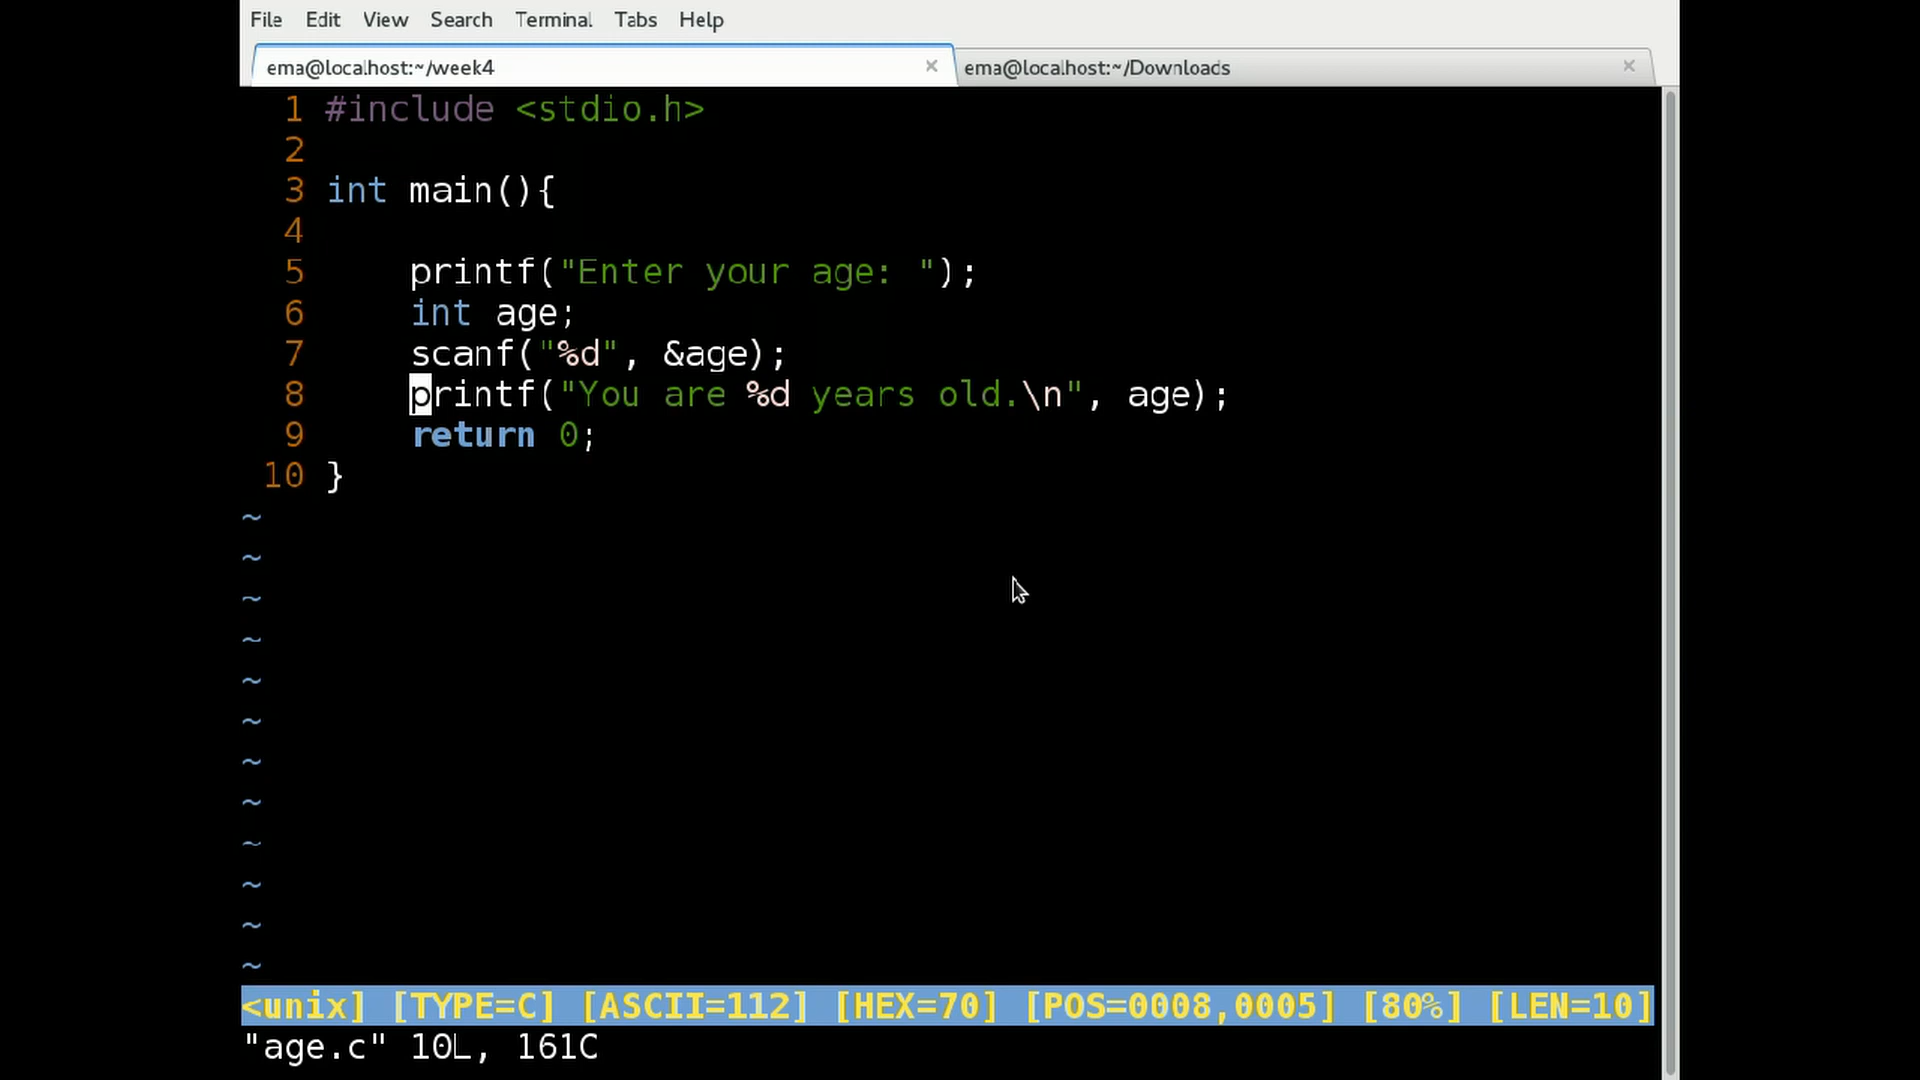 File Edit View Search Terminal Tabs Help
ema@localhost:~/week4 × ema@localhost:~/Downloads ×
1 #include <stdio.h>
2
3 int main(){
4
5     printf("Enter your age: ");
6     int age;
7     scanf("%d", &age);
8     printf("You are %d years old.\n", age);
9     return 0;
10 }
~
~
~
~
~
~
~
~
~
~
~
~
<unix] [TYPE=C] [ASCII=112] [HEX=70] [POS=0008,0005] [80%] [LEN=10]
"age.c" 10L, 161C